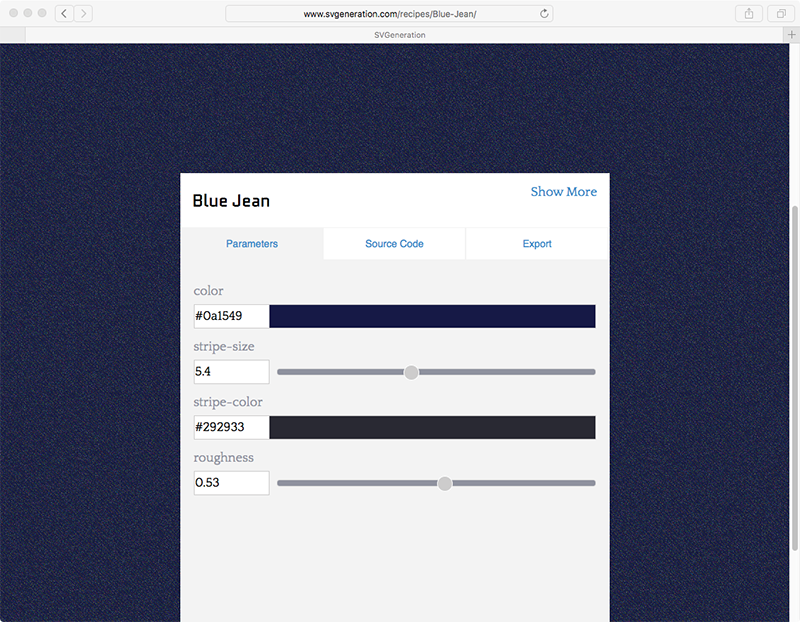 www.svgeneration.com/recipes/Blue-Jean/
SVGeneration
Blue Jean
Show More
Parameters
Source Code
Export
color
#0a1549
stripe-size
5.4
stripe-color
#292933
roughness
0.53